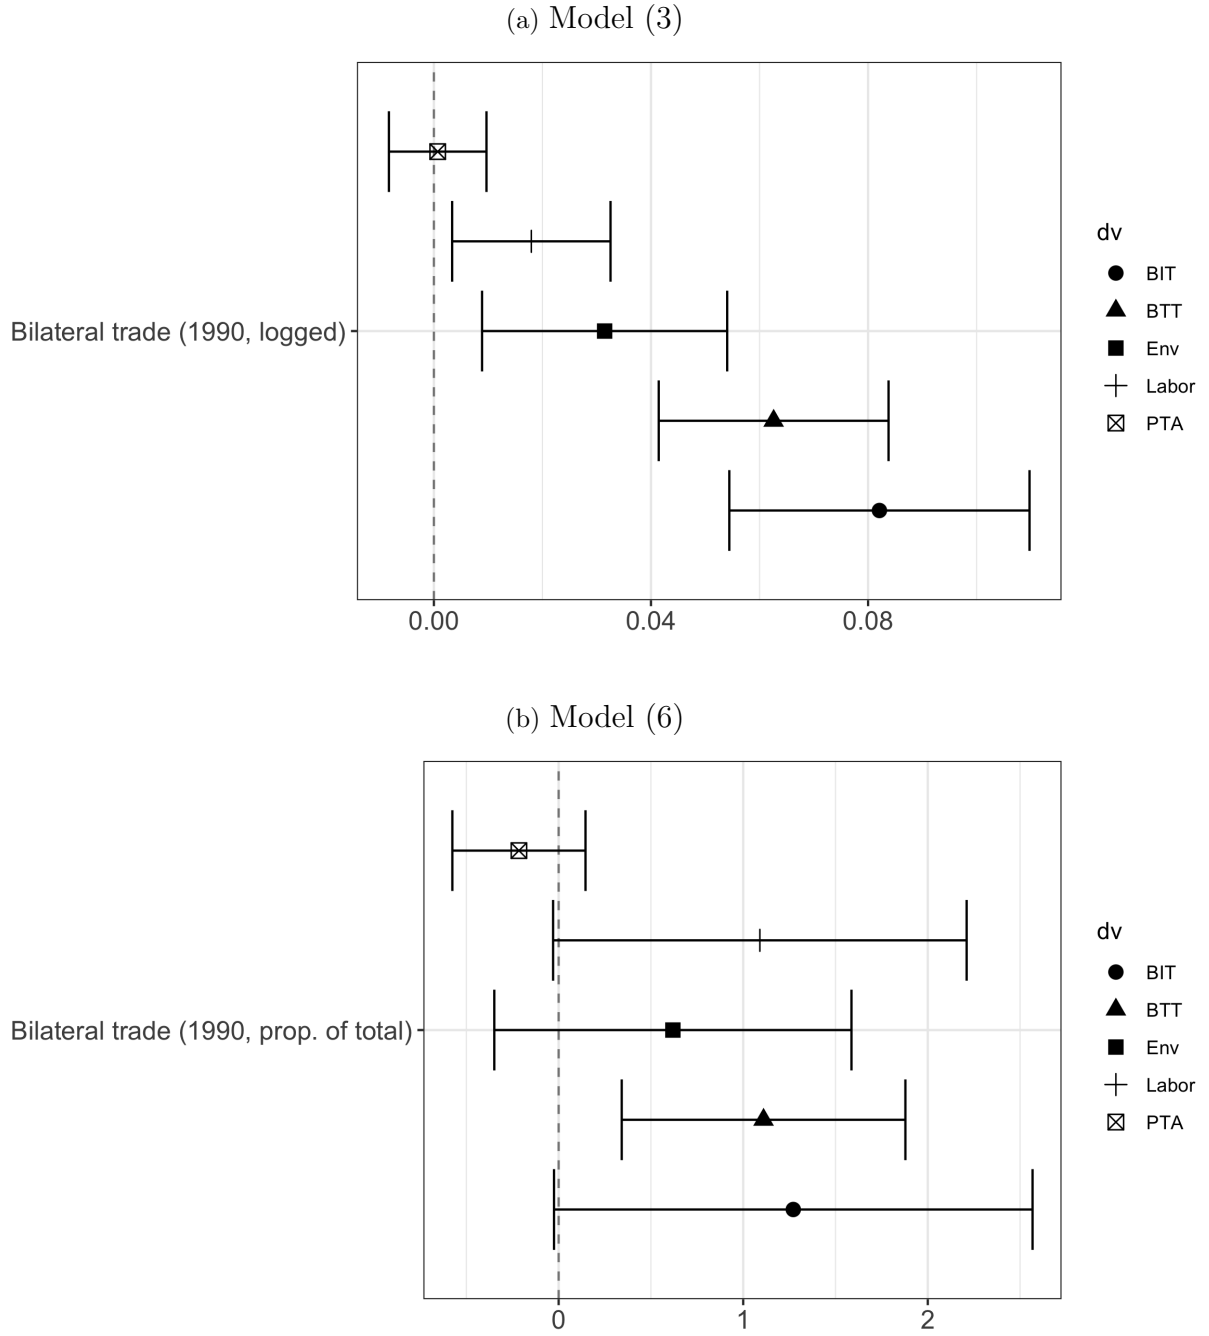 (a) Model (3)
Bilateral trade (1990, logged)
0.00 0.04 0.08
dv
BIT
BTT
Env
Labor
PTA
(b) Model (6)
Bilateral trade (1990, prop. of total)
0 1 2
dv
BIT
BTT
Env
Labor
PTA